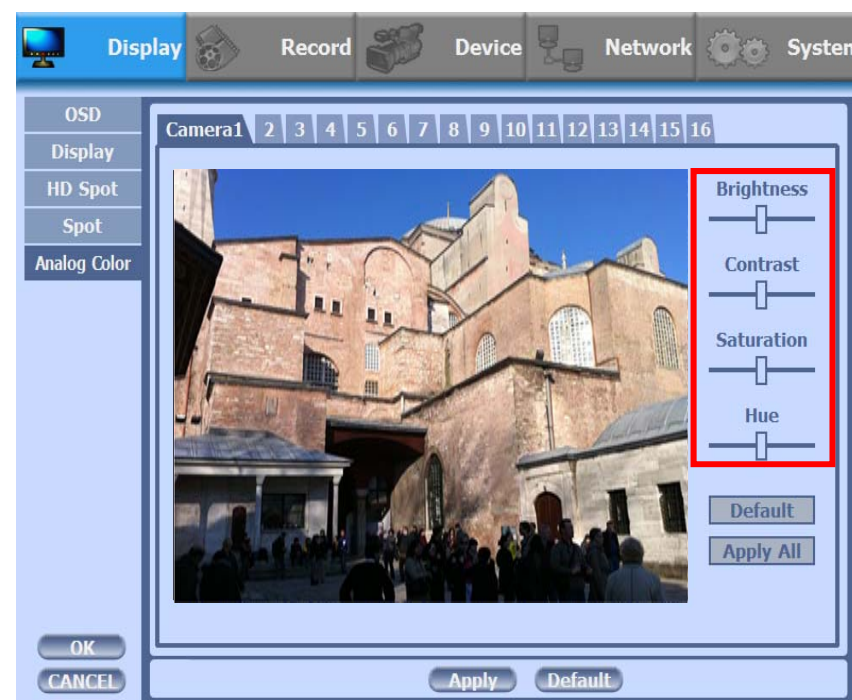 Display Record Device Network System
OSD
Display
HD Spot
Spot
Analog Color
Camera1 2 3 4 5 6 7 8 9 10 11 12 13 14 15 16
Brightness
Contrast
Saturation
Hue
Default
Apply All
OK
CANCEL
Apply Default